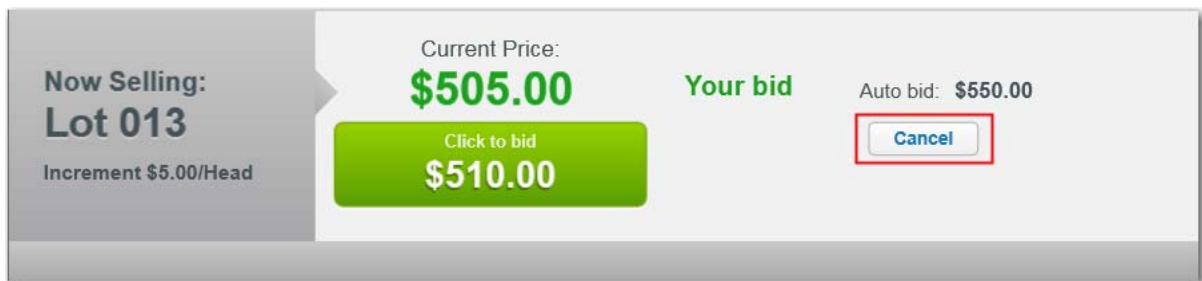 Now Selling:
Lot 013
Increment $5.00/Head
Current Price:
$505.00
Click to bid
$510.00
Your bid
Auto bid: $550.00
Cancel